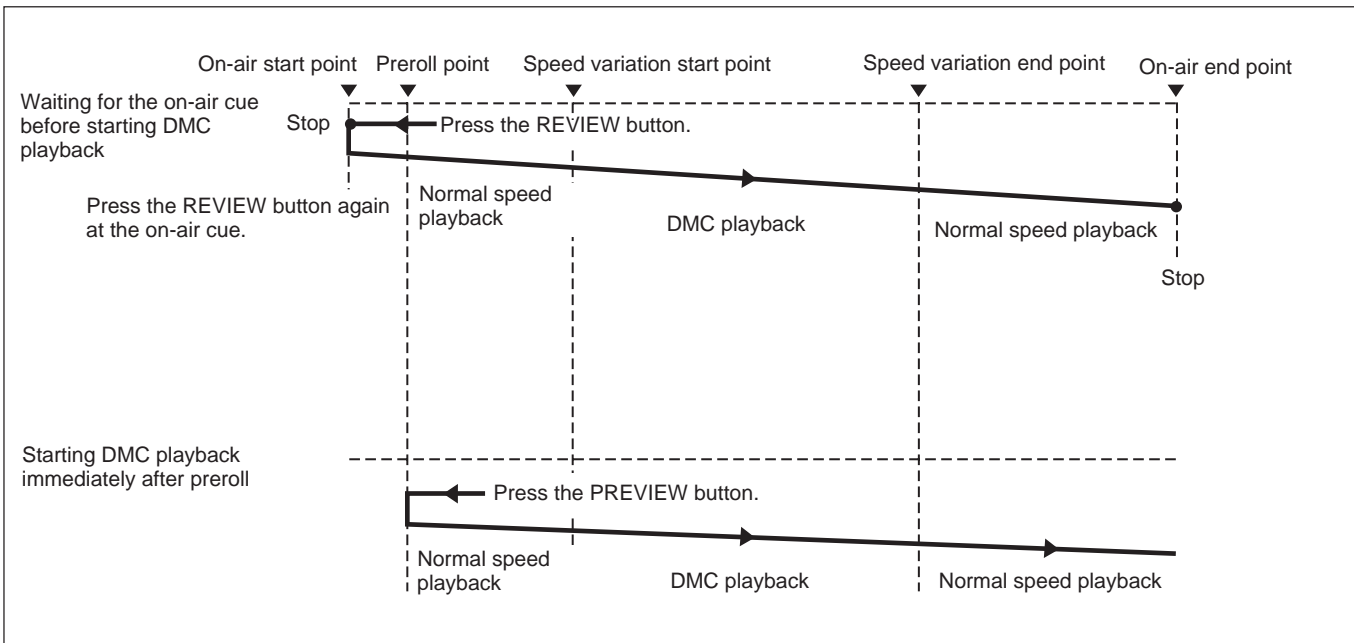 On-air start point
Preroll point
Speed variation start point
Speed variation end point
On-air end point
Waiting for the on-air cue
before starting DMC
playback
Stop
Press the REVIEW button.
Press the REVIEW button again
at the on-air cue.
Normal speed
playback
DMC playback
Normal speed playback
Stop
Starting DMC playback
immediately after preroll
Press the PREVIEW button.
Normal speed
playback
DMC playback
Normal speed playback